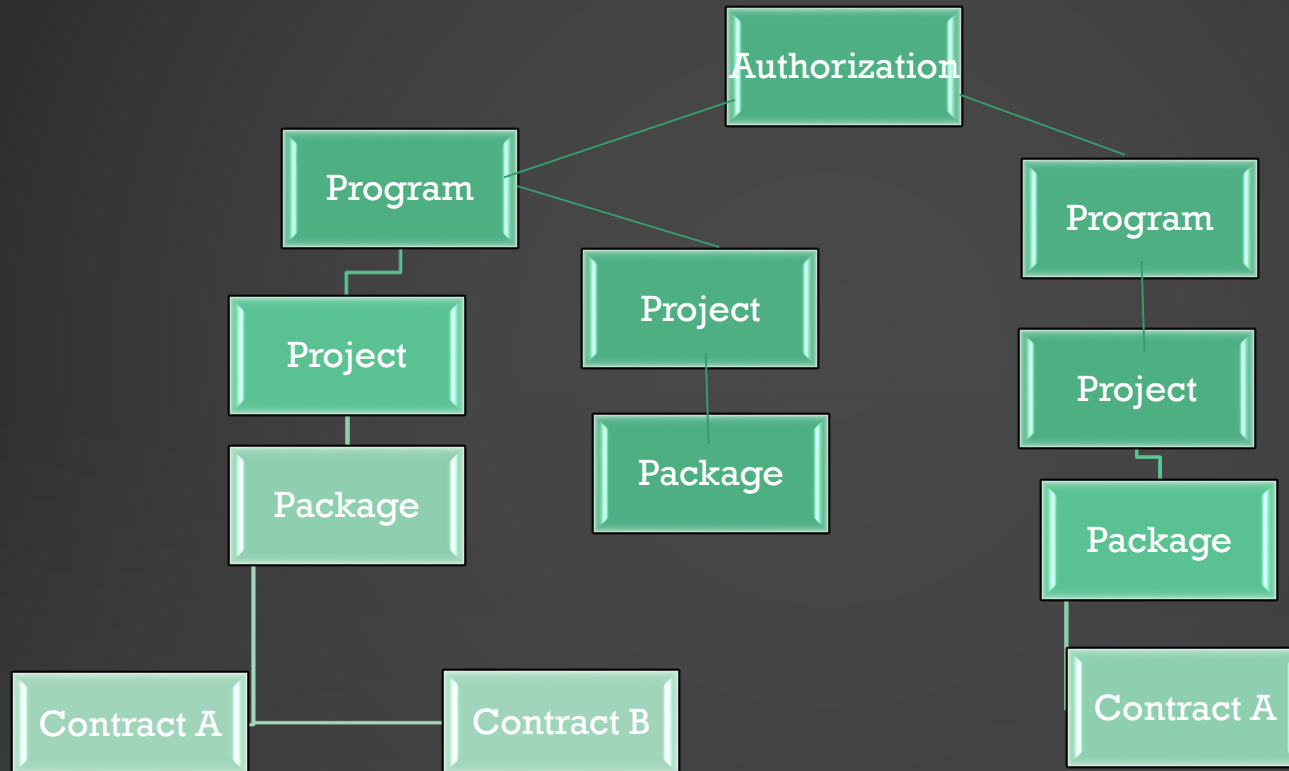 Authorization
Program
Program
Project
Project
Project
Package
Package
Package
Contract A
Contract B
Contract A